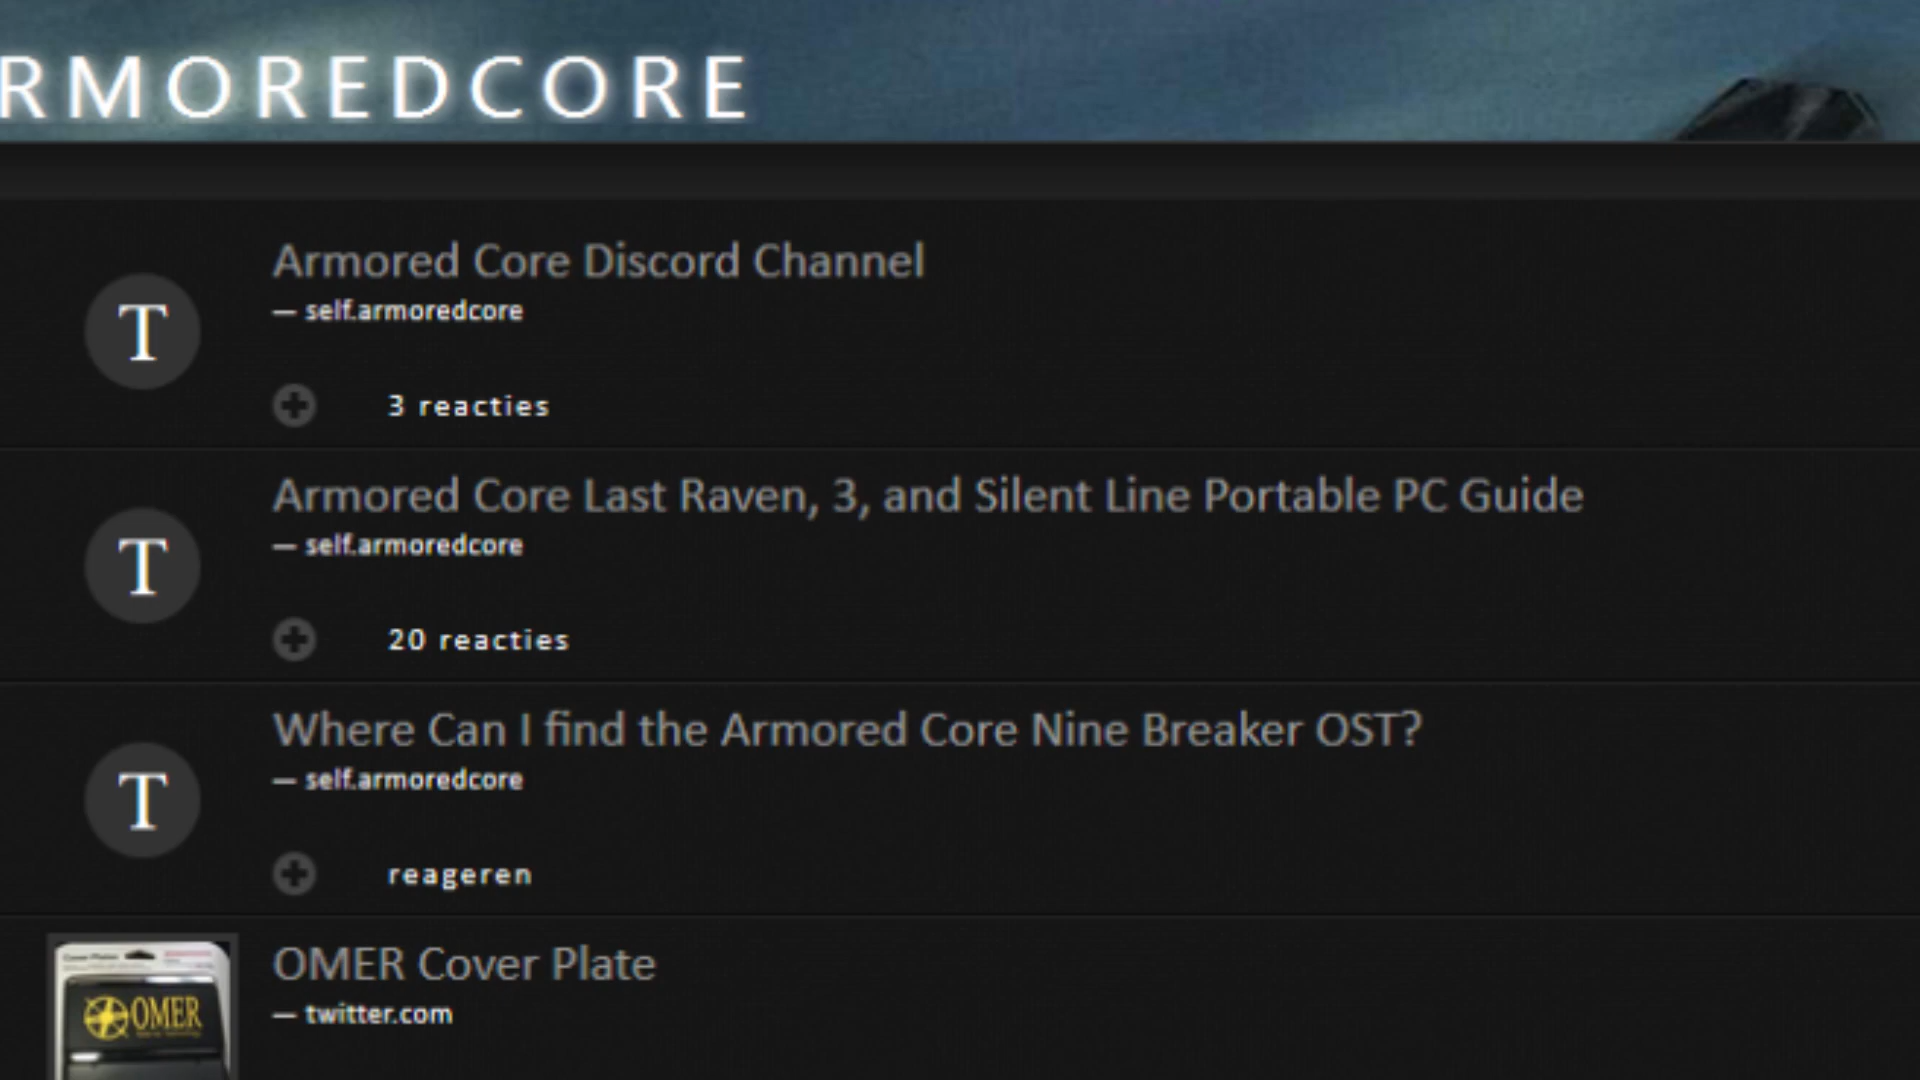 RMOREDCORE
Armored Core Discord Channel
— self.armoredcore
T
3 reacties
Armored Core Last Raven, 3, and Silent Line Portable PC Guide
— self.armoredcore
T
20 reacties
Where Can I find the Armored Core Nine Breaker OST?
— self.armoredcore
T
reageren
OMER Cover Plate
— twitter.com
OMER